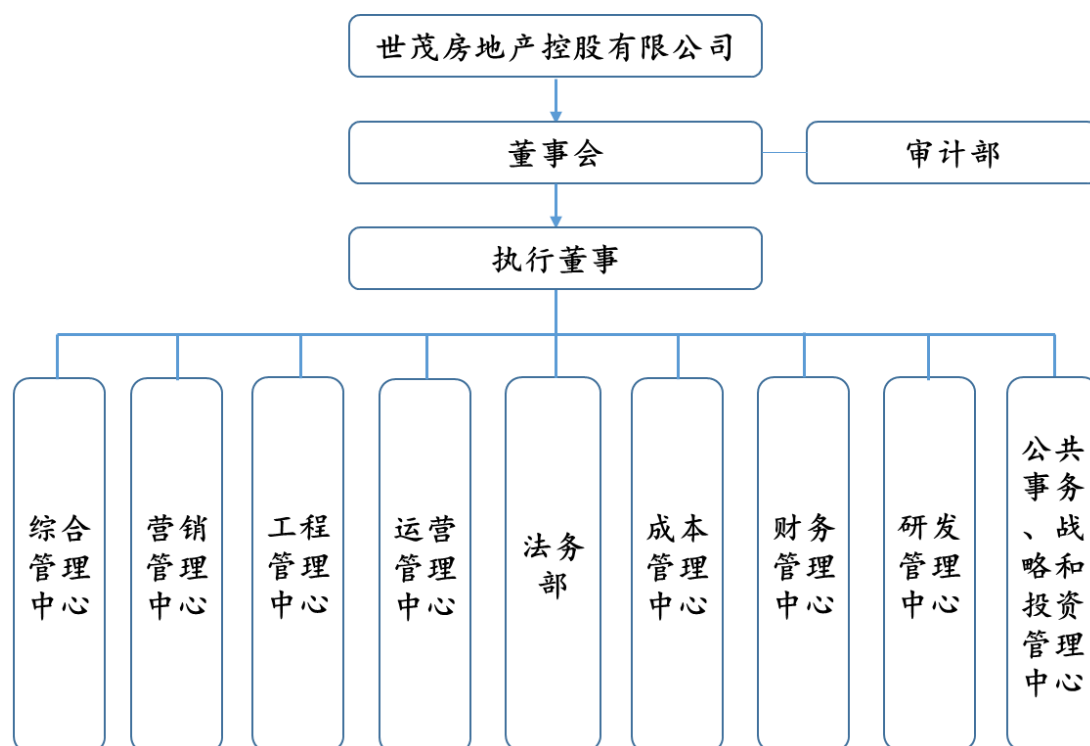 世茂房地产控股有限公司
董事会
审计部
执行董事
综合
管理
中心
营销
管理
中心
工程
管理
中心
运营
管理
中心
法务
部
成本
管理
中心
财务
管理
中心
研发
管理
中心
公共
事务
、战
略和
投资
管理
中心